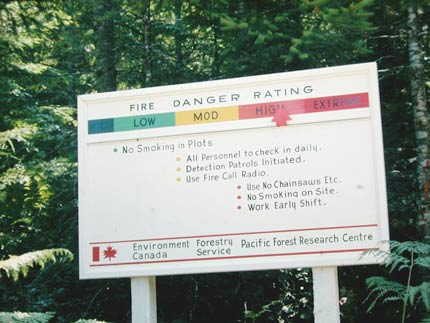 FIRE DANGER RATING
LOW MOD. HIGH EXTREME
No Smoking in Plots
All Personnel to check in daily.
Detection Patrols Initiated.
Use Fire Call Radio.
Use No Chainsaws Etc.
No Smoking on Site.
Work Early Shift.
Environment Forestry Pacific Forest Research Centre
Canada Service